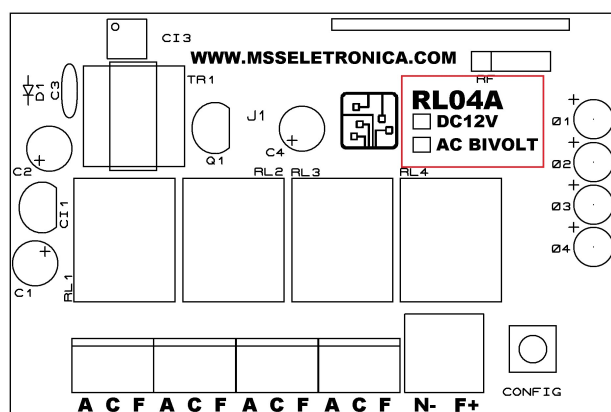 CI3
WWW.MSSELETRONICA.COM
RF
TR1
D1
C3
RL04A
DC12V
AC BIVOLT
J1
Q1
C4
C2
Ø1
Ø2
Ø3
Ø4
RL2
RL3
RL4
CI1
C1
RL1
CONFIG
A C F A C F A C F A C F N- F+